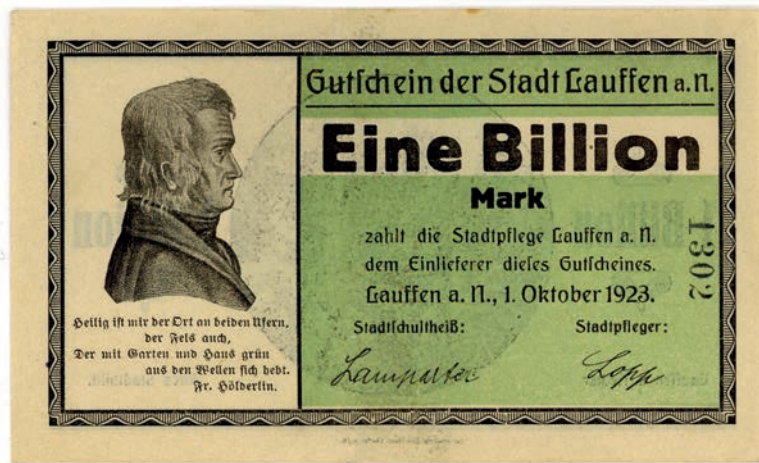 Gutſchein der Stadt Lauffen a. N.
Eine Billion
Mark
zahlt die Stadtpflege Lauffen a. N.
dem Einlieferer dieſes Gutſcheines.
Lauffen a. N., 1. Oktober 1923.
Stadtſchultheiß: Stadtpfleger:
Lamparter Lopp
1302
Heilig iſt mir der Ort an beiden Ufern,
der Fels auch,
Der mit Garten und Haus grün
aus den Wellen ſich hebt.
Fr. Hölderlin.